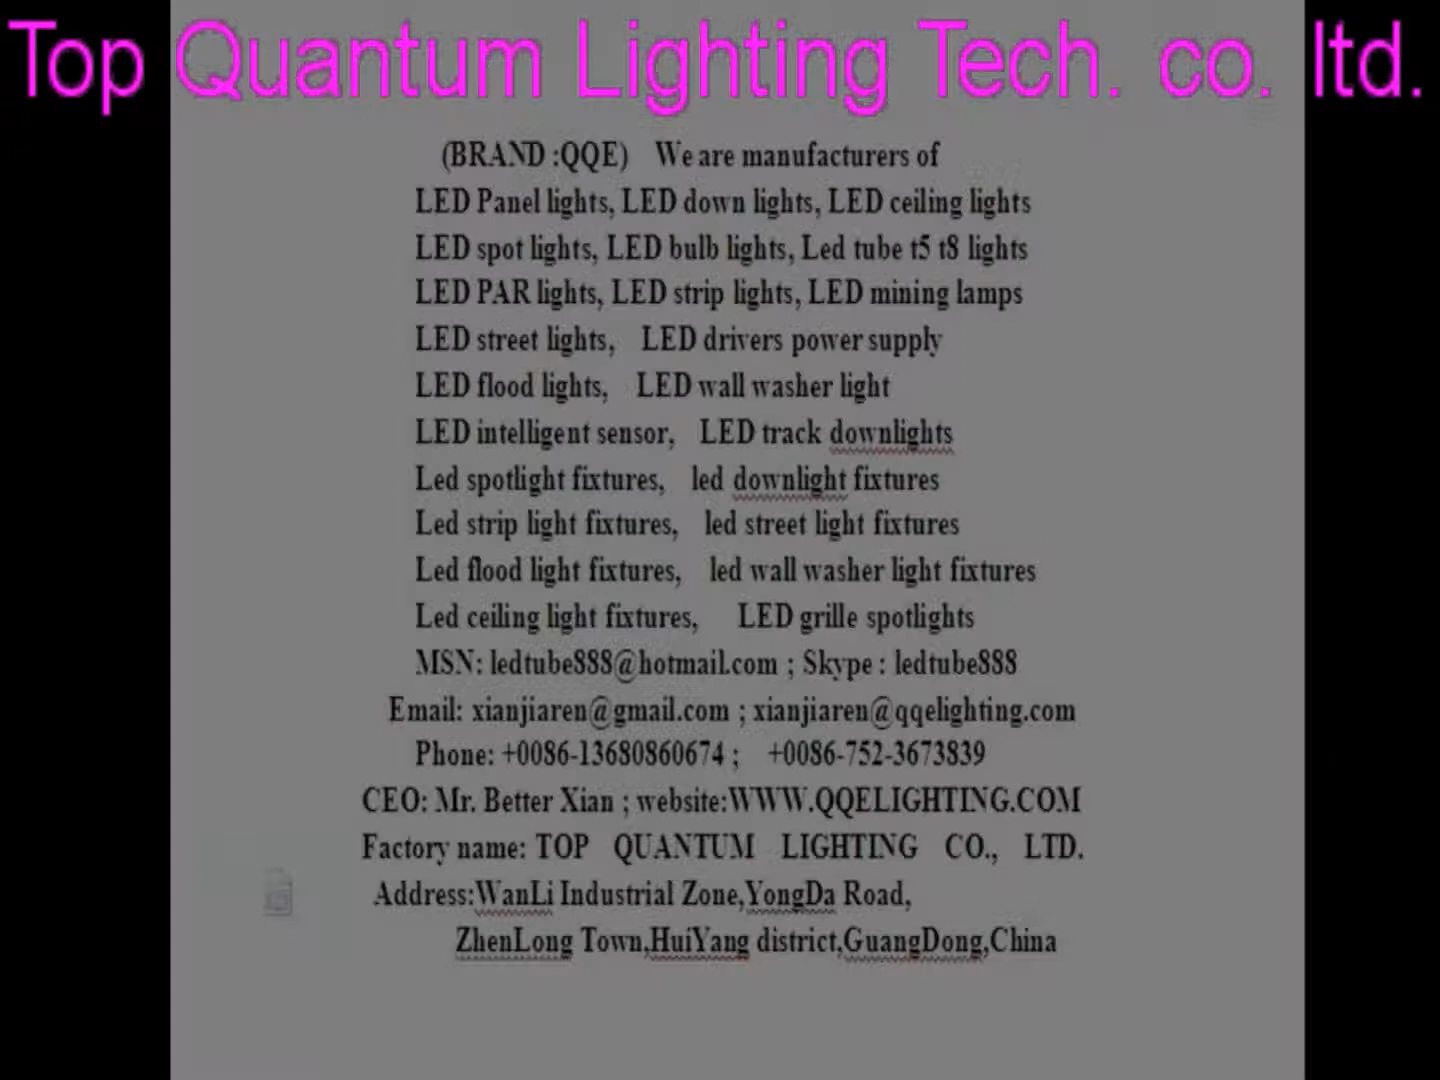 Top Quantum Lighting Tech. co. ltd.
(BRAND :QQE) We are manufacturers of
LED Panel lights, LED down lights, LED ceiling lights
LED spot lights, LED bulb lights, Led tube t5 t8 lights
LED PAR lights, LED strip lights, LED mining lamps
LED street lights, LED drivers power supply
LED flood lights, LED wall washer light
LED intelligent sensor, LED track downlights
Led spotlight fixtures, led downlight fixtures
Led strip light fixtures, led street light fixtures
Led flood light fixtures, led wall washer light fixtures
Led ceiling light fixtures, LED grille spotlights
MSN: ledtube888@hotmail.com ; Skype : ledtube888
Email: xianjiaren@gmail.com ; xianjiaren@qqelighting.com
Phone: +0086-13680860674 ; +0086-752-3673839
CEO: Mr. Better Xian ; website:WWW.QQELIGHTING.COM
Factory name: TOP QUANTUM LIGHTING CO., LTD.
Address:WanLi Industrial Zone,YongDa Road,
ZhenLong Town,HuiYang district,GuangDong,China